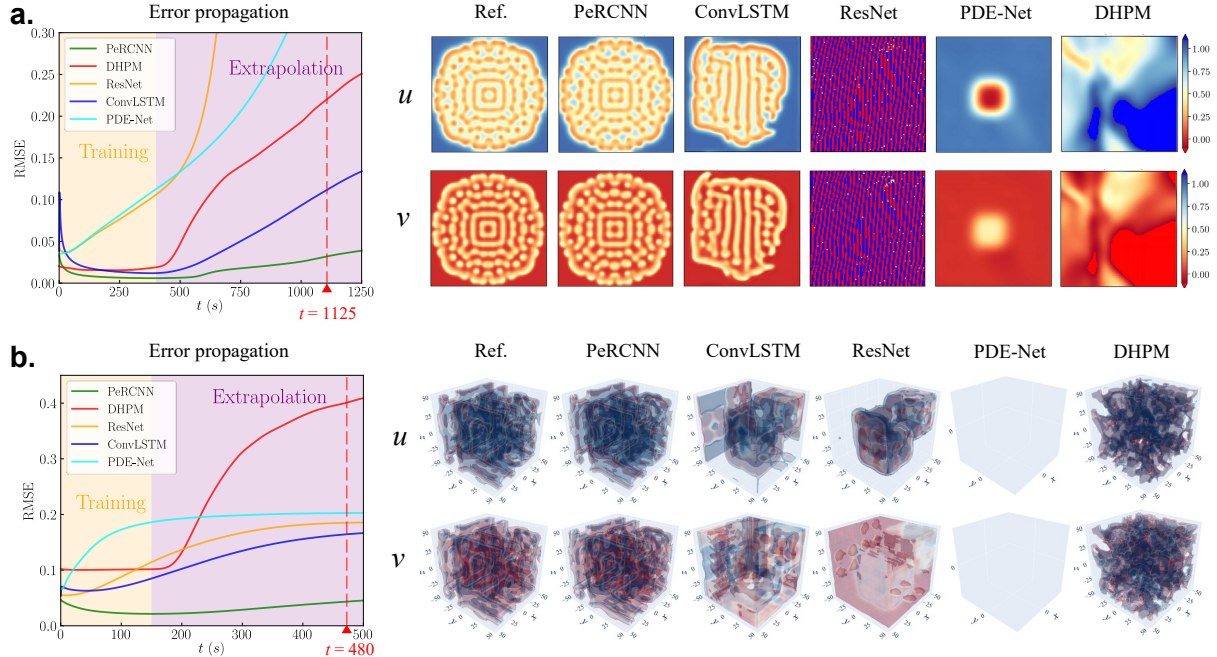 a.
Error propagation
0.30
0.25
0.20
0.15
0.10
0.05
0.00
RMSE
PeRCNN
DHPM
ResNet
ConvLSTM
PDE-Net
Training
Extrapolation
0 250 500 750 1000 1250
t (s)
t = 1125
Ref. PeRCNN ConvLSTM ResNet PDE-Net DHPM
u
1.00
0.75
0.50
0.25
0.00
v
1.00
0.75
0.50
0.25
0.00
b.
Error propagation
0.4
0.3
0.2
0.1
0.0
RMSE
PeRCNN
DHPM
ResNet
ConvLSTM
PDE-Net
Training
Extrapolation
0 100 200 300 400 500
t (s)
t = 480
Ref. PeRCNN ConvLSTM ResNet PDE-Net DHPM
u
v